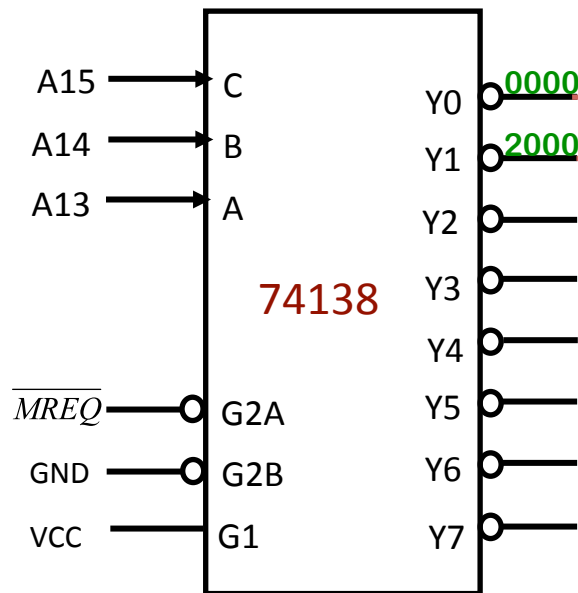 A15 C Y0 0000
A14 B Y1 2000
A13 A Y2
74138 Y3
Y4
MREQ G2A Y5
GND G2B Y6
VCC G1 Y7